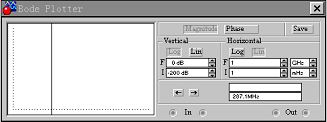 Bode Plotter
Magnitude Phase Save
Vertical Horizontal
Log Lin Log Lin
F 0 dB F 1 GHz
I -200 dB I 1 mHz
287.1MHz
In Out